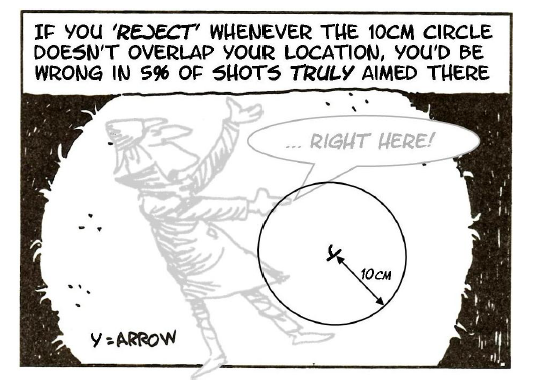 IF YOU 'REJECT' WHENEVER THE 10CM CIRCLE
DOESN'T OVERLAP YOUR LOCATION, YOU'D BE
WRONG IN 5% OF SHOTS TRULY AIMED THERE
... RIGHT HERE!
Y
10CM
Y = ARROW